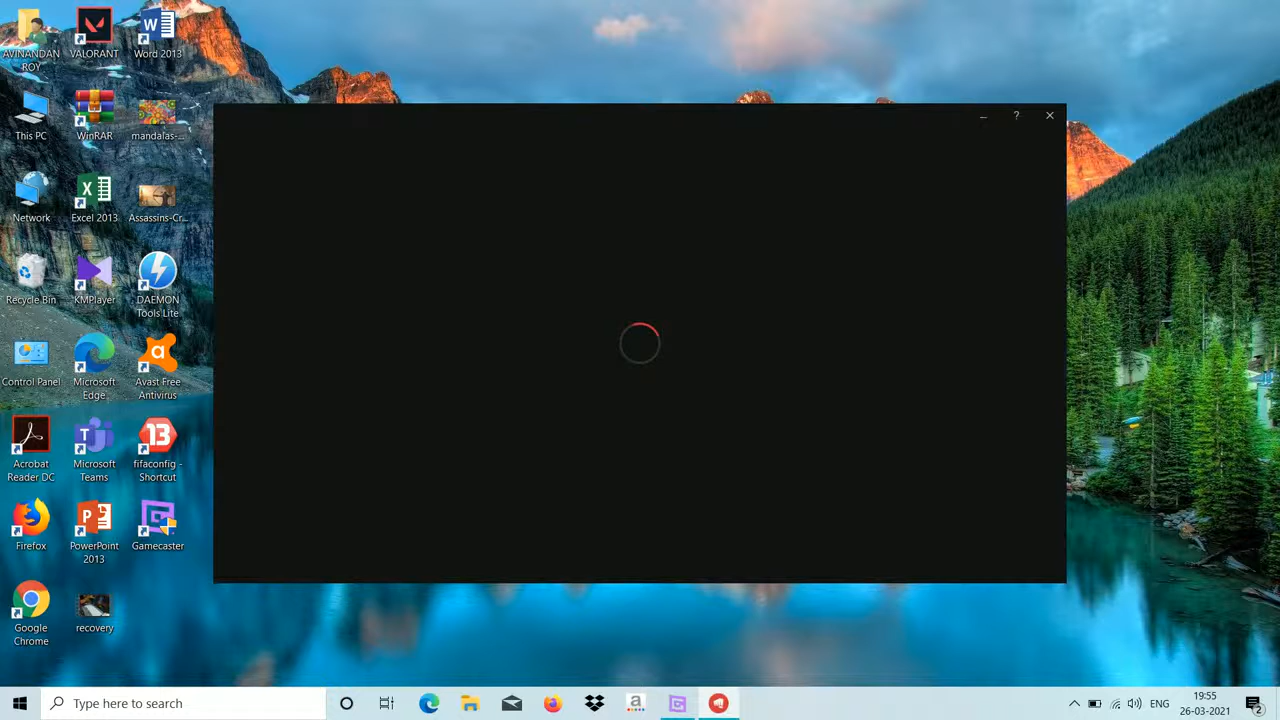 AVINANDAN
ROY
VALORANT
Word 2013
This PC
WinRAR
mandalas-...
Network
Excel 2013
Assassins-Cr...
Recycle Bin
KMPlayer
DAEMON
Tools Lite
Control Panel
Microsoft
Edge
Avast Free
Antivirus
Acrobat
Reader DC
Microsoft
Teams
13
fifaconfig -
Shortcut
Firefox
PowerPoint
2013
Gamecaster
Google
Chrome
recovery
?
Type here to search
ENG
19:55
26-03-2021
2